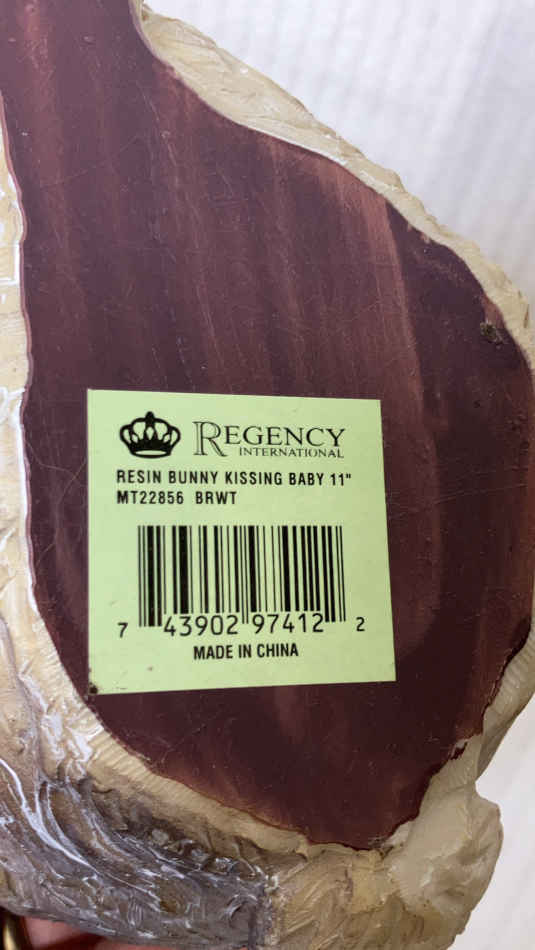 REGENCY
INTERNATIONAL
RESIN BUNNY KISSING BABY 11"
MT22856 BRWT
7 43902 97412 2
MADE IN CHINA